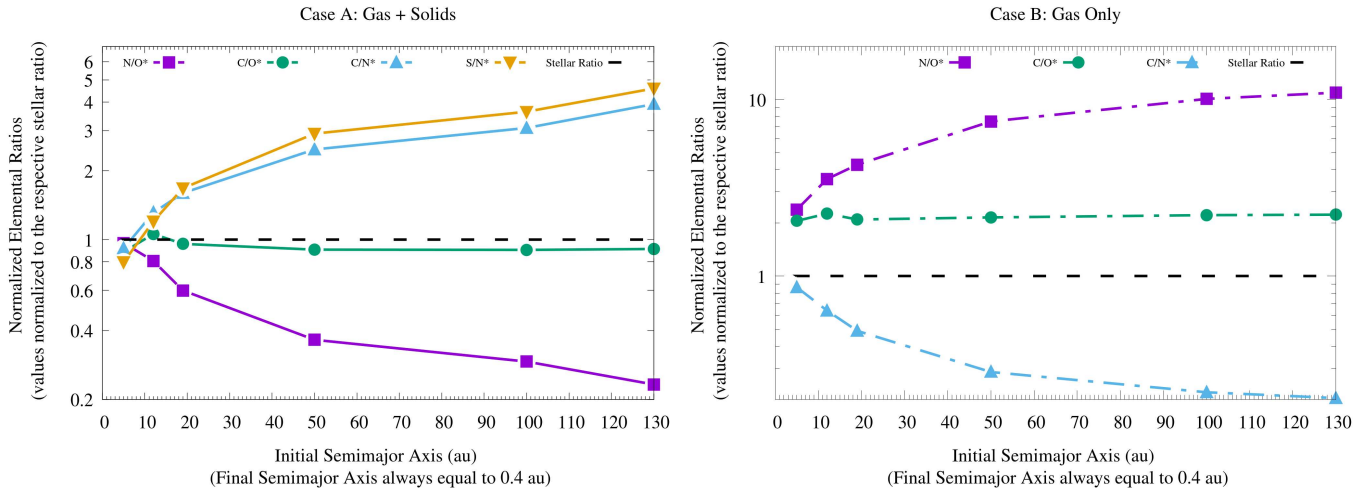 Case A: Gas + Solids
Normalized Elemental Ratios
(values normalized to the respective stellar ratio)
N/O*
C/O*
C/N*
S/N*
Stellar Ratio
6
5
4
3
2
1
0.8
0.6
0.4
0.2
0 10 20 30 40 50 60 70 80 90 100 110 120 130
Initial Semimajor Axis (au)
(Final Semimajor Axis always equal to 0.4 au)
Case B: Gas Only
Normalized Elemental Ratios
(values normalized to the respective stellar ratio)
N/O*
C/O*
C/N*
Stellar Ratio
10
1
0 10 20 30 40 50 60 70 80 90 100 110 120 130
Initial Semimajor Axis (au)
(Final Semimajor Axis always equal to 0.4 au)